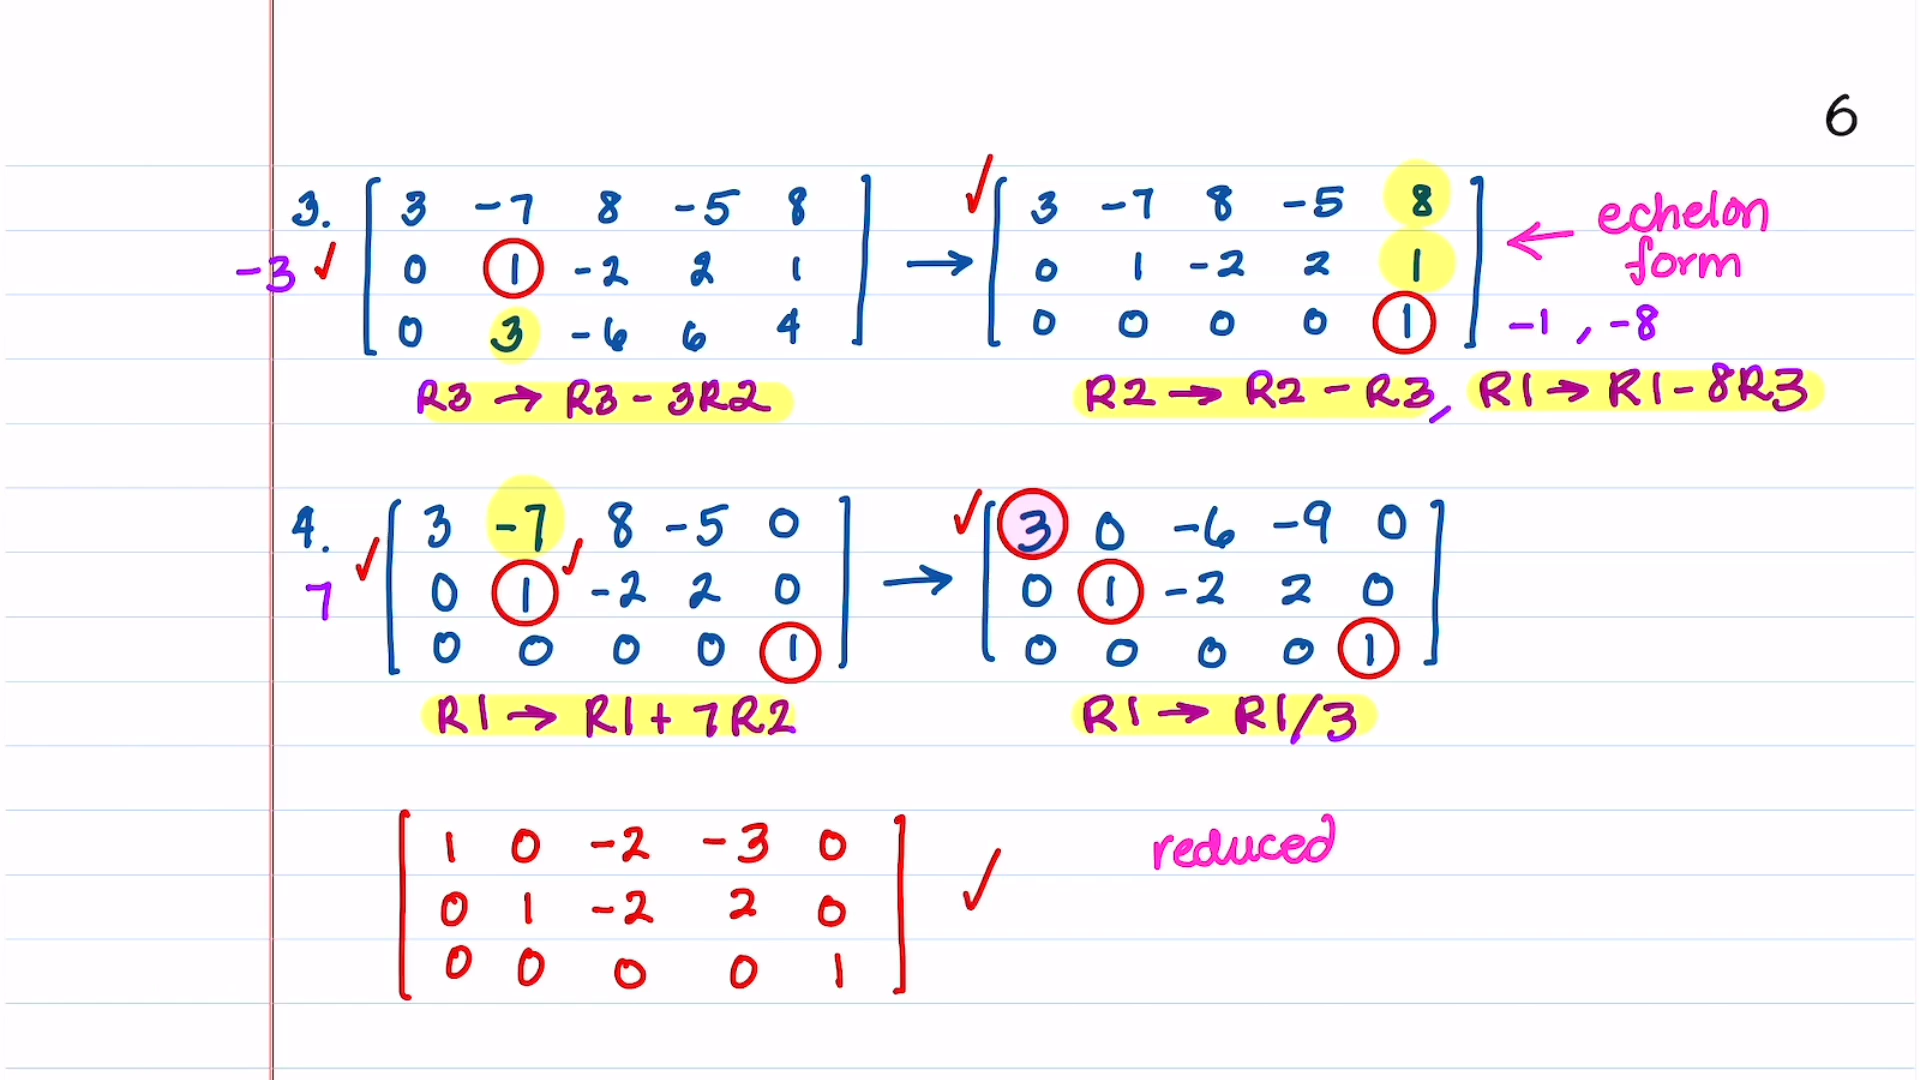 6
3. [ 3 -7 8 -5 8 ] ✓ [ 3 -7 8 -5 8 ] ← echelon
-3 ✓ [ 0 1 -2 2 1 ] → [ 0 1 -2 2 1 ] form
[ 0 3 -6 6 4 ] [ 0 0 0 0 1 ] -1 , -8
R3 → R3 - 3R2 R2 → R2 - R3, R1 → R1 - 8R3
4. [ 3 -7 8 -5 0 ] ✓ [ 3 0 -6 -9 0 ]
7 ✓ [ 0 1 ✓ -2 2 0 ] → [ 0 1 -2 2 0 ]
[ 0 0 0 0 1 ] [ 0 0 0 0 1 ]
R1 → R1 + 7R2 R1 → R1/3
[ 1 0 -2 -3 0 ] reduced
[ 0 1 -2 2 0 ] ✓
[ 0 0 0 0 1 ]